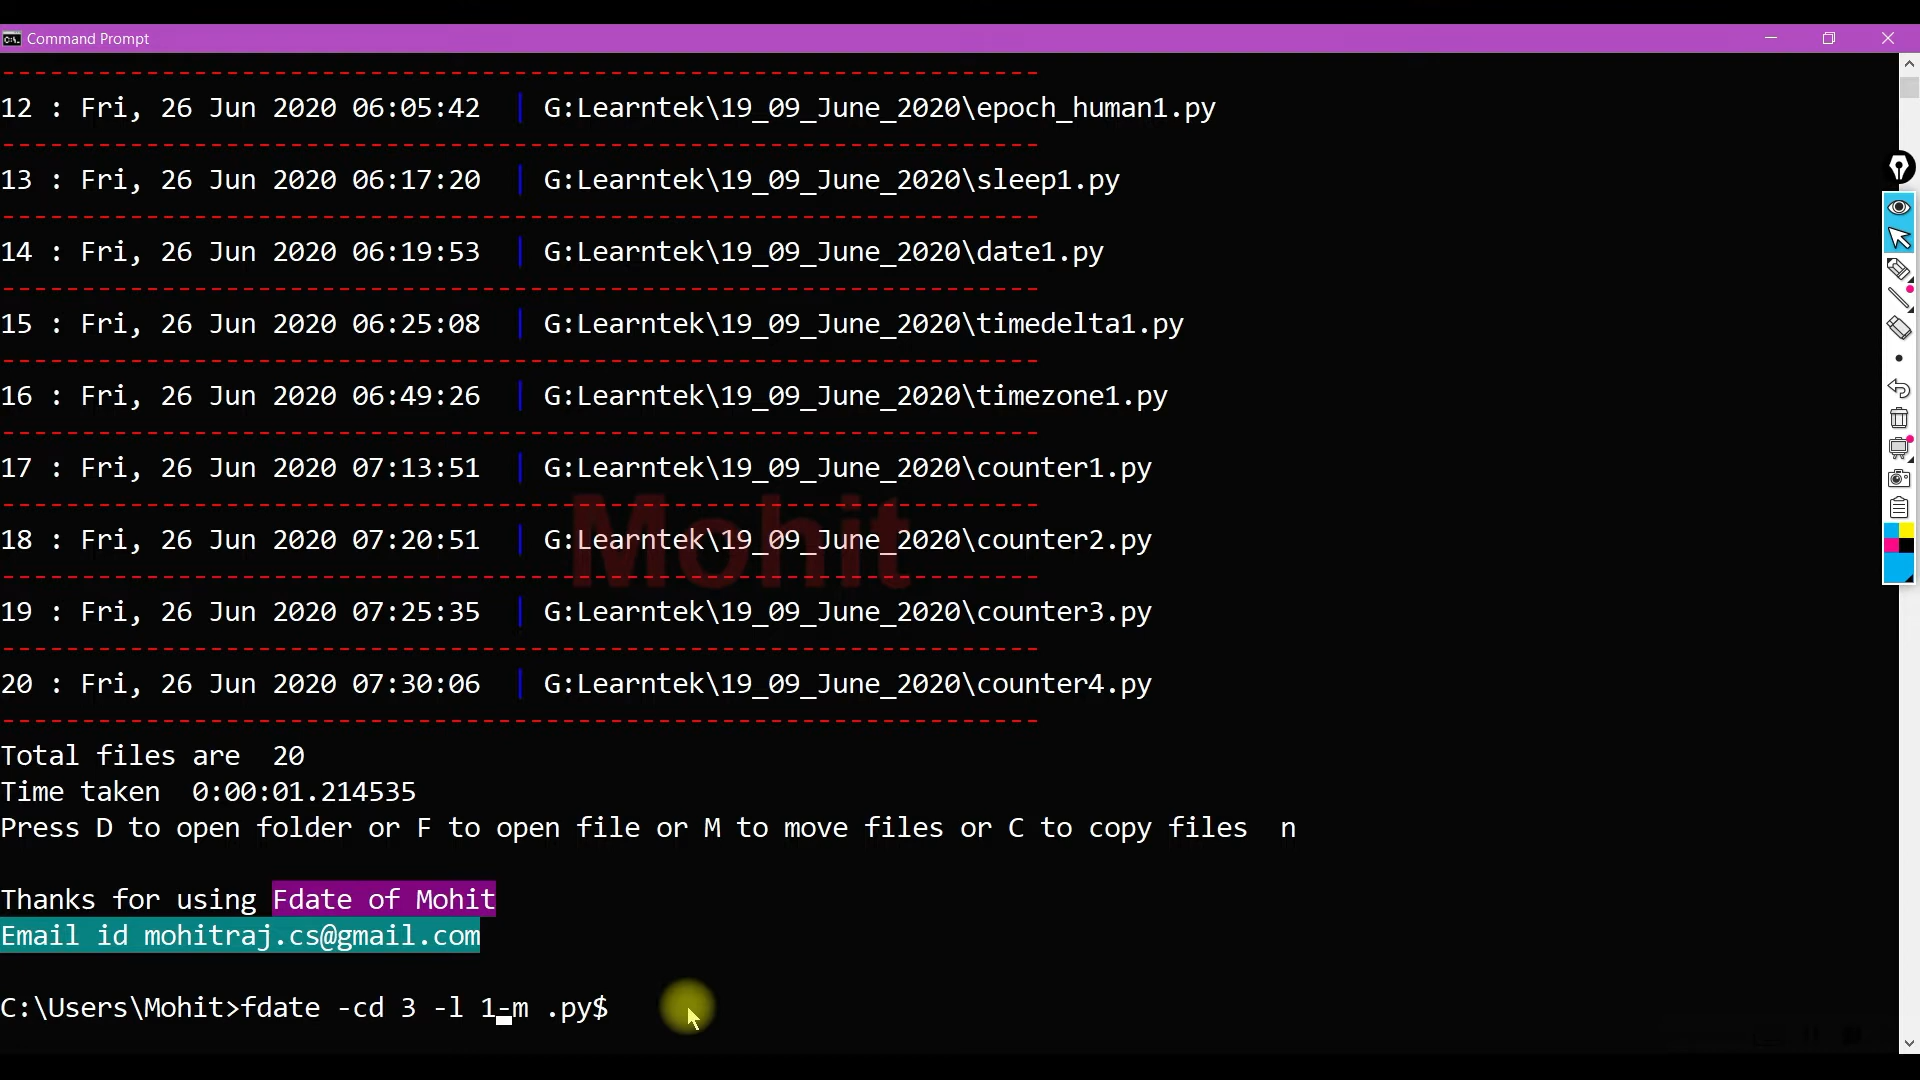 Command Prompt
12 : Fri, 26 Jun 2020 06:05:42 | G:Learntek\19_09_June_2020\epoch_human1.py
13 : Fri, 26 Jun 2020 06:17:20 | G:Learntek\19_09_June_2020\sleep1.py
14 : Fri, 26 Jun 2020 06:19:53 | G:Learntek\19_09_June_2020\date1.py
15 : Fri, 26 Jun 2020 06:25:08 | G:Learntek\19_09_June_2020\timedelta1.py
16 : Fri, 26 Jun 2020 06:49:26 | G:Learntek\19_09_June_2020\timezone1.py
17 : Fri, 26 Jun 2020 07:13:51 | G:Learntek\19_09_June_2020\counter1.py
Mohit
18 : Fri, 26 Jun 2020 07:20:51 | G:Learntek\19_09_June_2020\counter2.py
19 : Fri, 26 Jun 2020 07:25:35 | G:Learntek\19_09_June_2020\counter3.py
20 : Fri, 26 Jun 2020 07:30:06 | G:Learntek\19_09_June_2020\counter4.py
Total files are  20
Time taken  0:00:01.214535
Press D to open folder or F to open file or M to move files or C to copy files  n
Thanks for using Fdate of Mohit
Email id mohitraj.cs@gmail.com
C:\Users\Mohit>fdate -cd 3 -l 1-m .py$